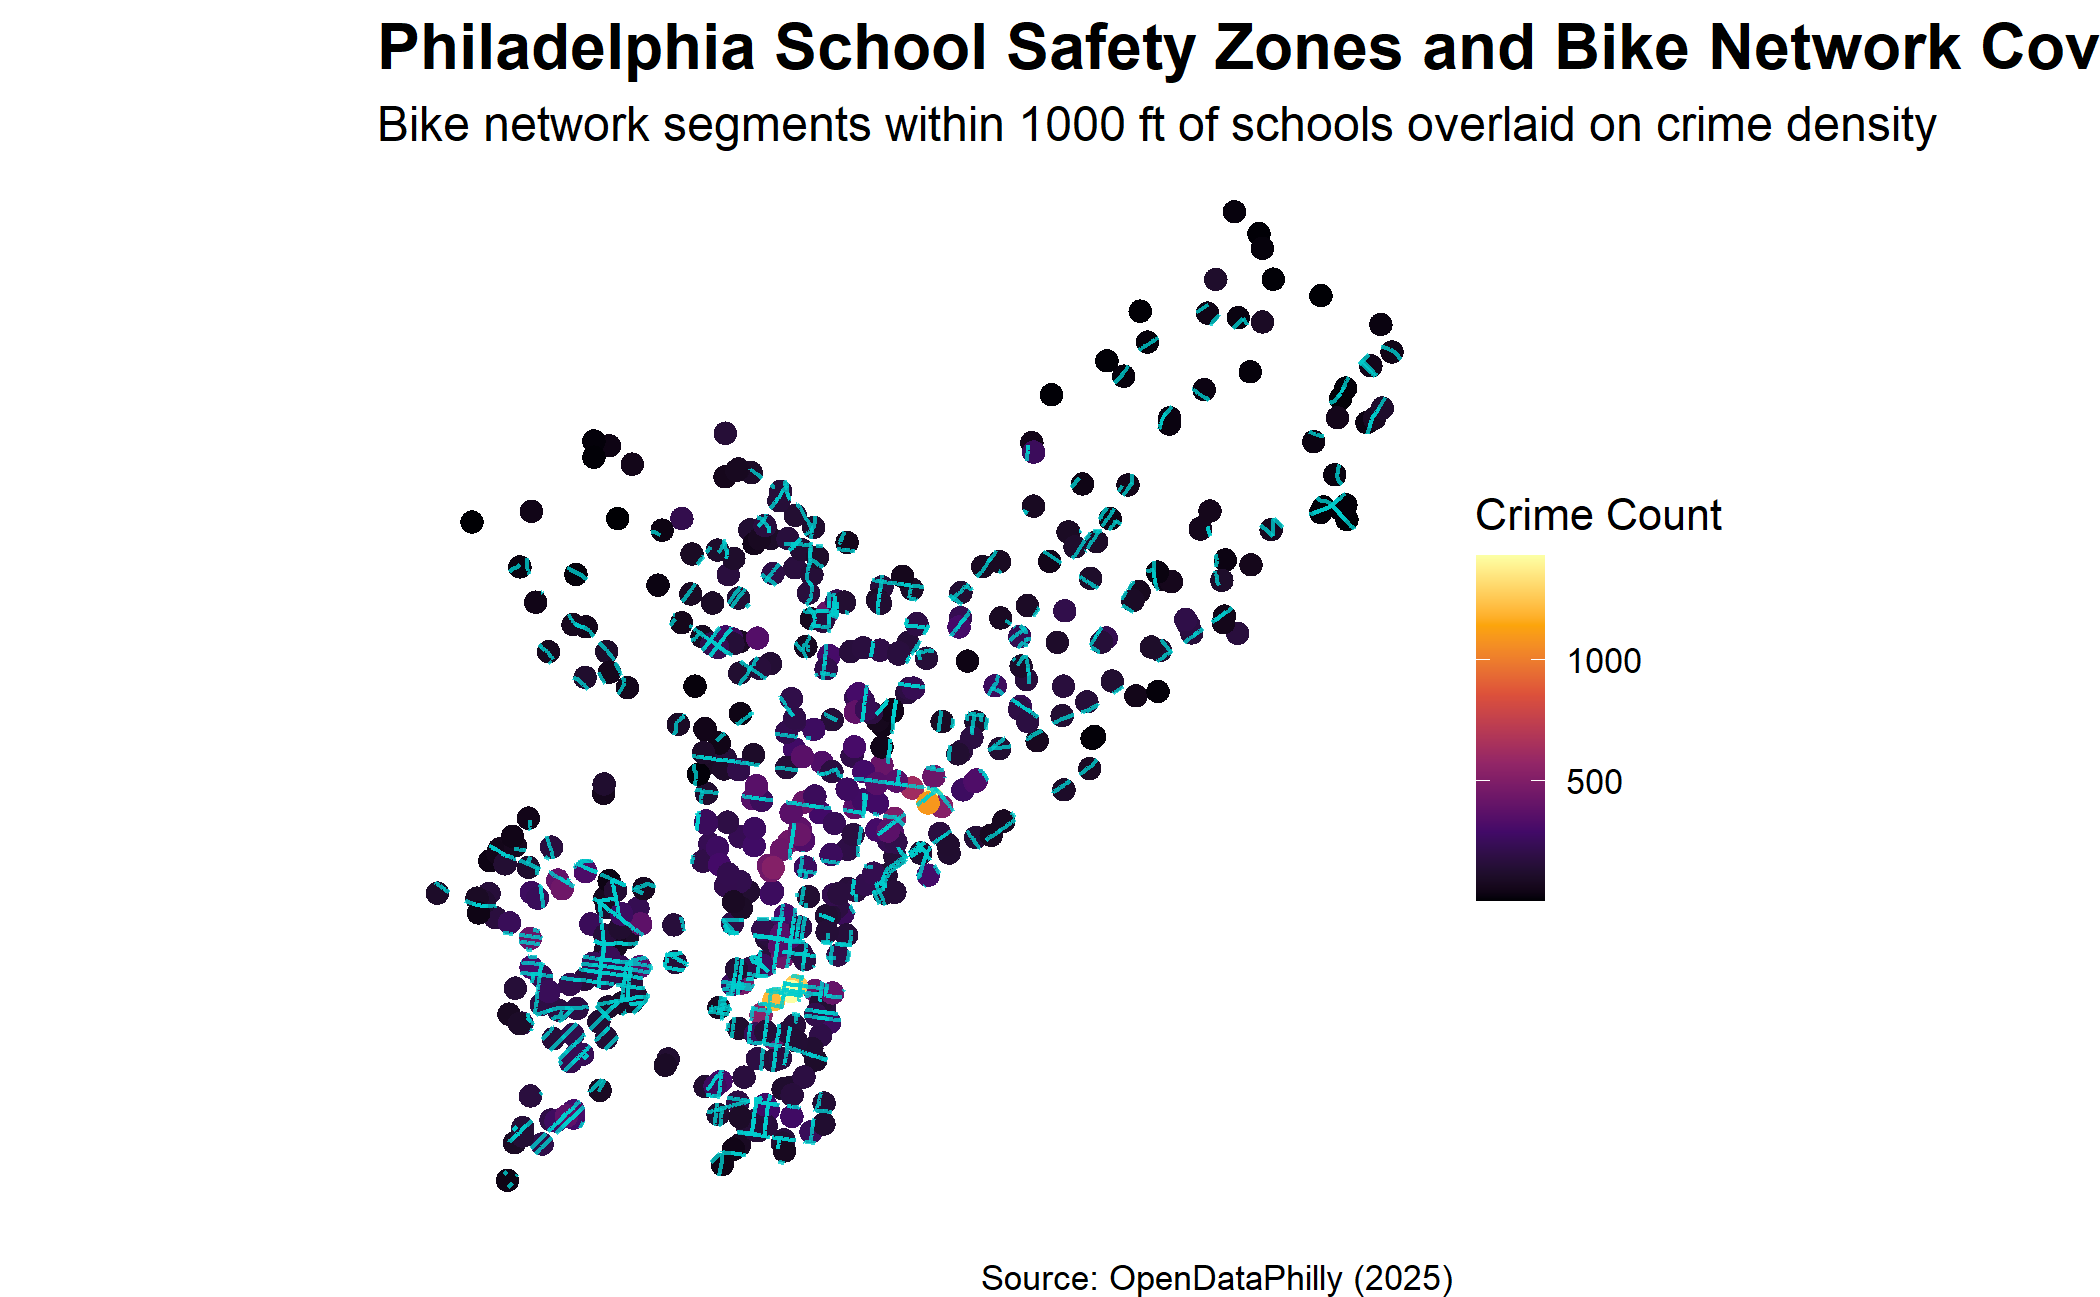 Philadelphia School Safety Zones and Bike Network Cov
Bike network segments within 1000 ft of schools overlaid on crime density
Crime Count
1000
500
Source: OpenDataPhilly (2025)